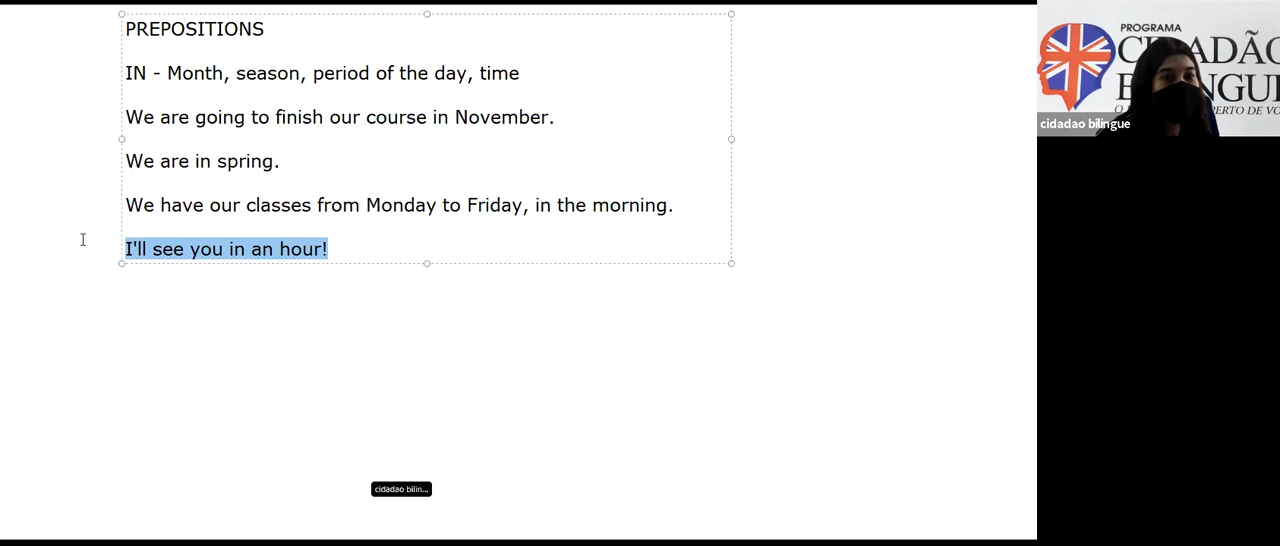 PREPOSITIONS
IN - Month, season, period of the day, time
We are going to finish our course in November.
We are in spring.
We have our classes from Monday to Friday, in the morning.
I'll see you in an hour!
cidadao bilin...
PROGRAMA
CIDADÃO
cidadao bilingue